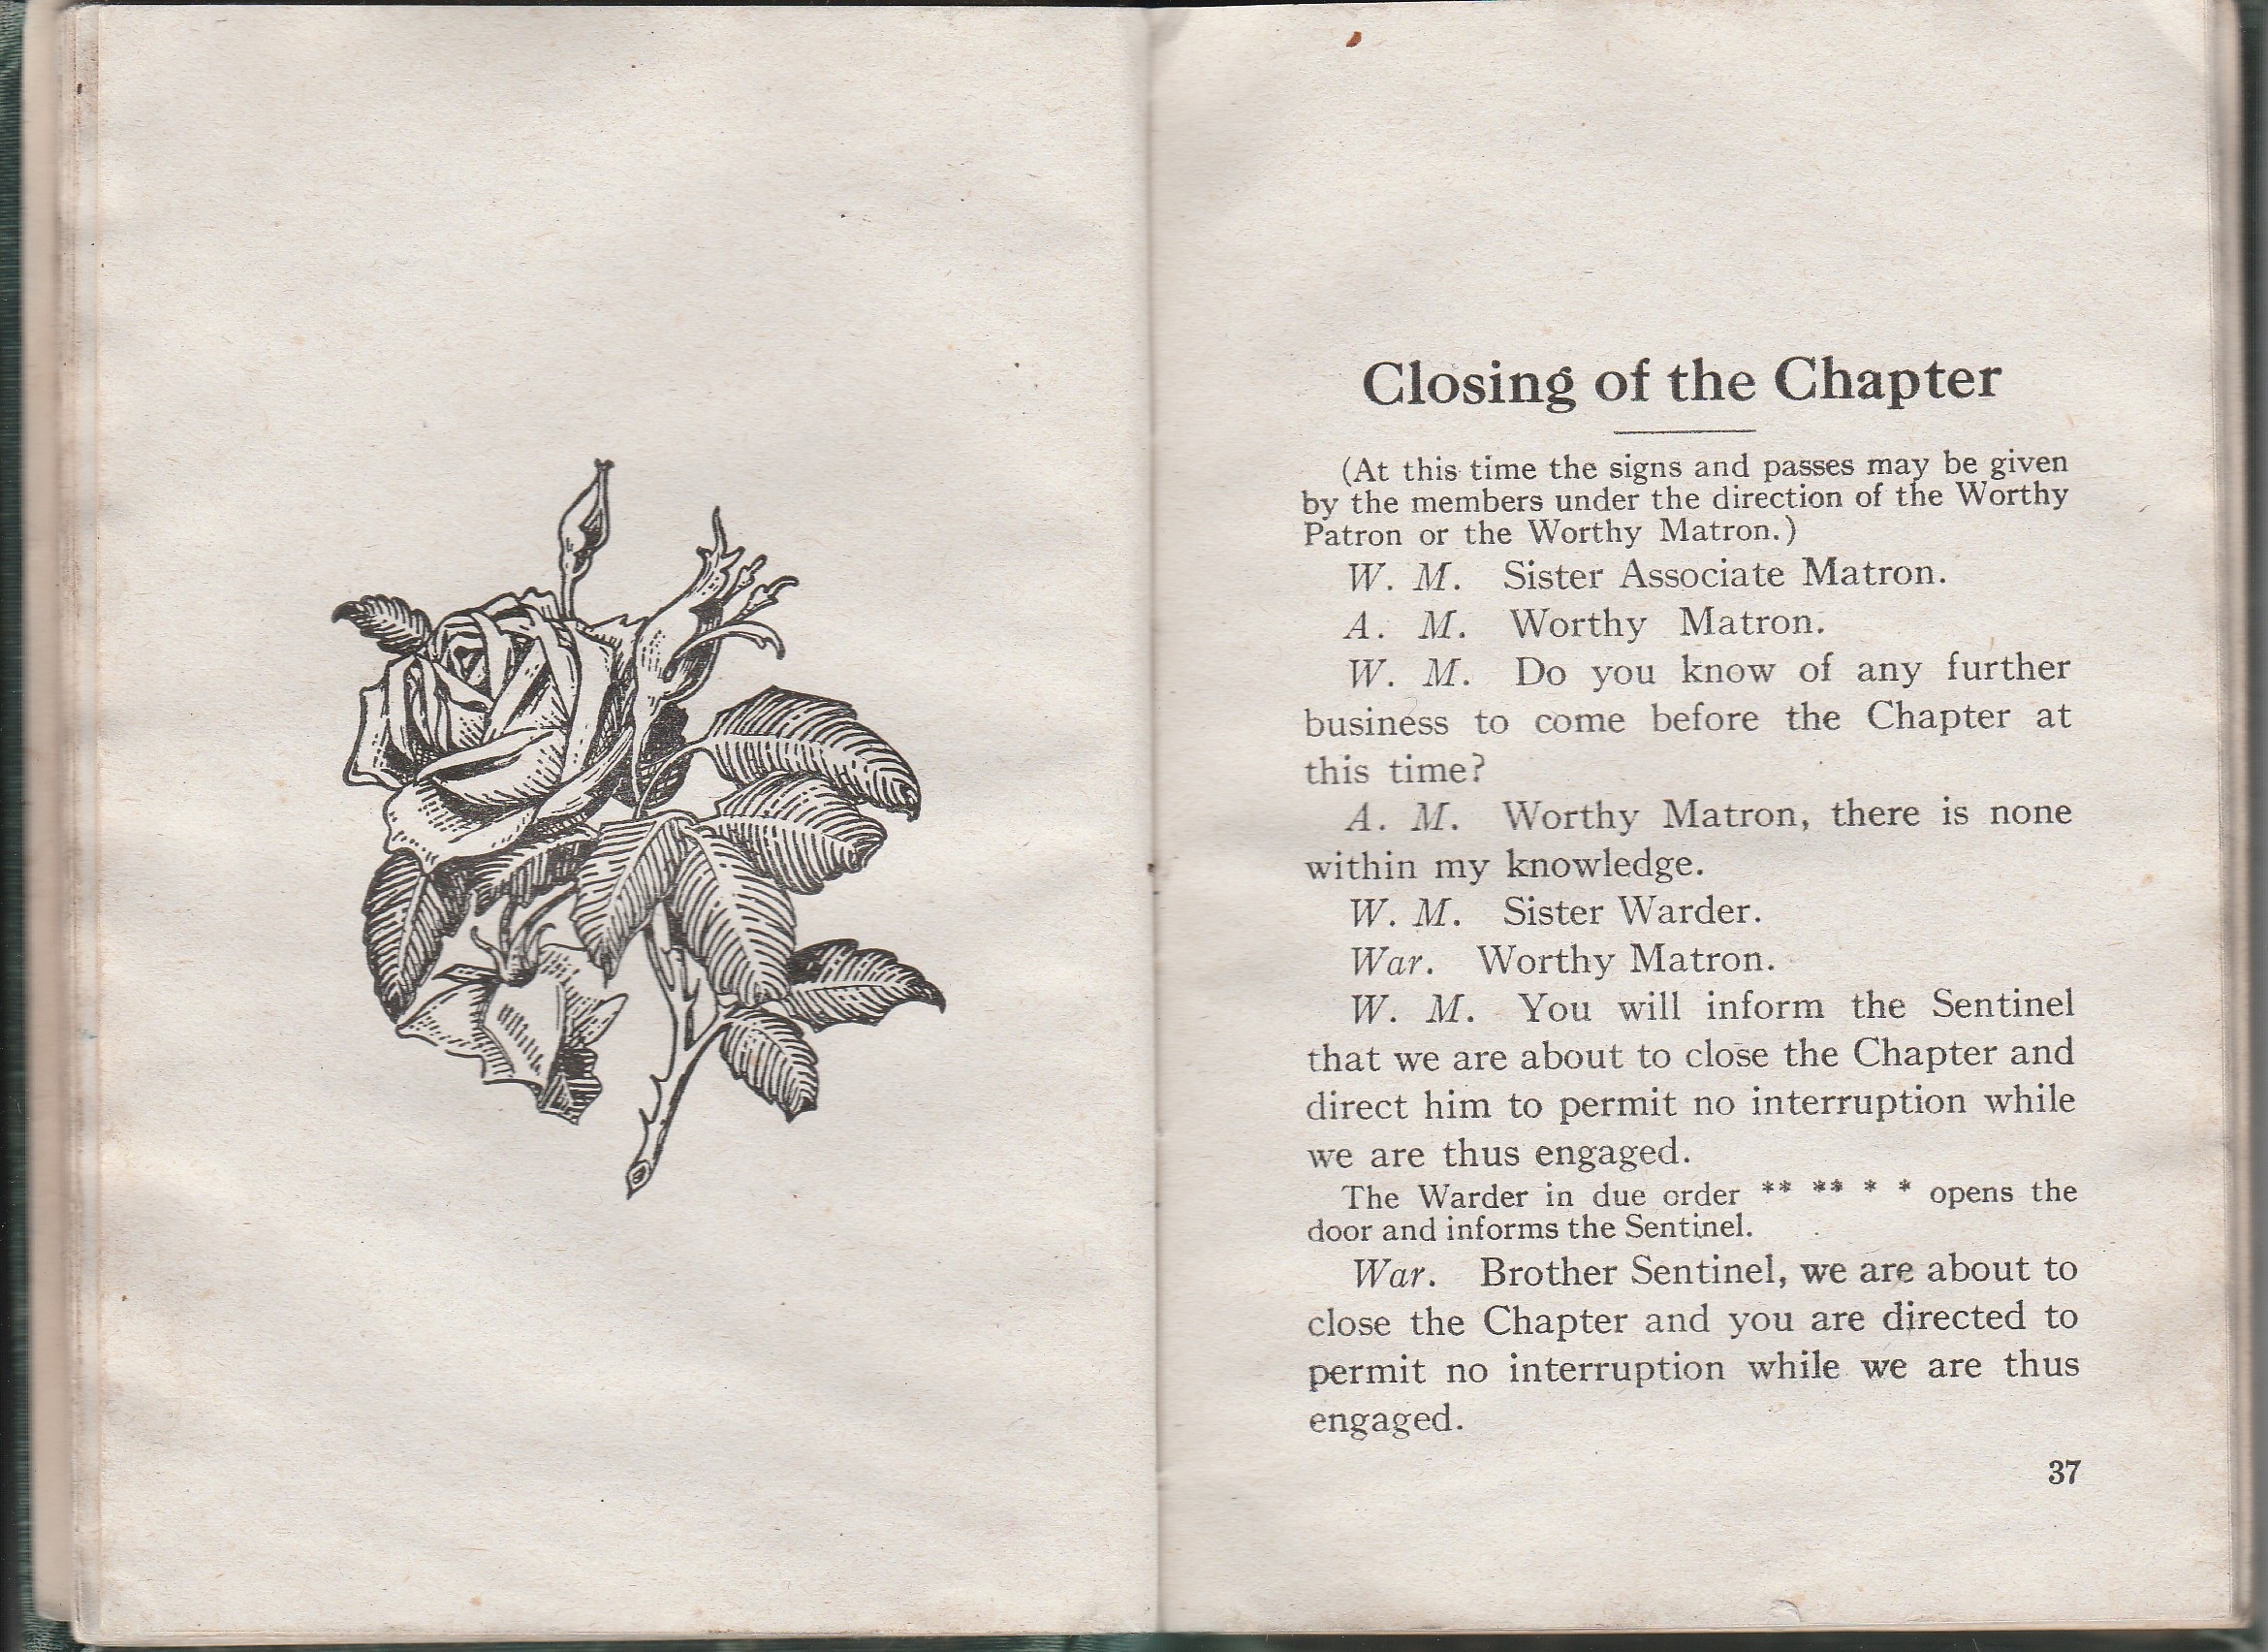 Closing of the Chapter
(At this time the signs and passes may be given
by the members under the direction of the Worthy
Patron or the Worthy Matron.)
W. M. Sister Associate Matron.
A. M. Worthy Matron.
W. M. Do you know of any further
business to come before the Chapter at
this time?
A. M. Worthy Matron, there is none
within my knowledge.
W. M. Sister Warder.
War. Worthy Matron.
W. M. You will inform the Sentinel
that we are about to close the Chapter and
direct him to permit no interruption while
we are thus engaged.
The Warder in due order ** ** * * opens the
door and informs the Sentinel.
War. Brother Sentinel, we are about to
close the Chapter and you are directed to
permit no interruption while we are thus
engaged.
37